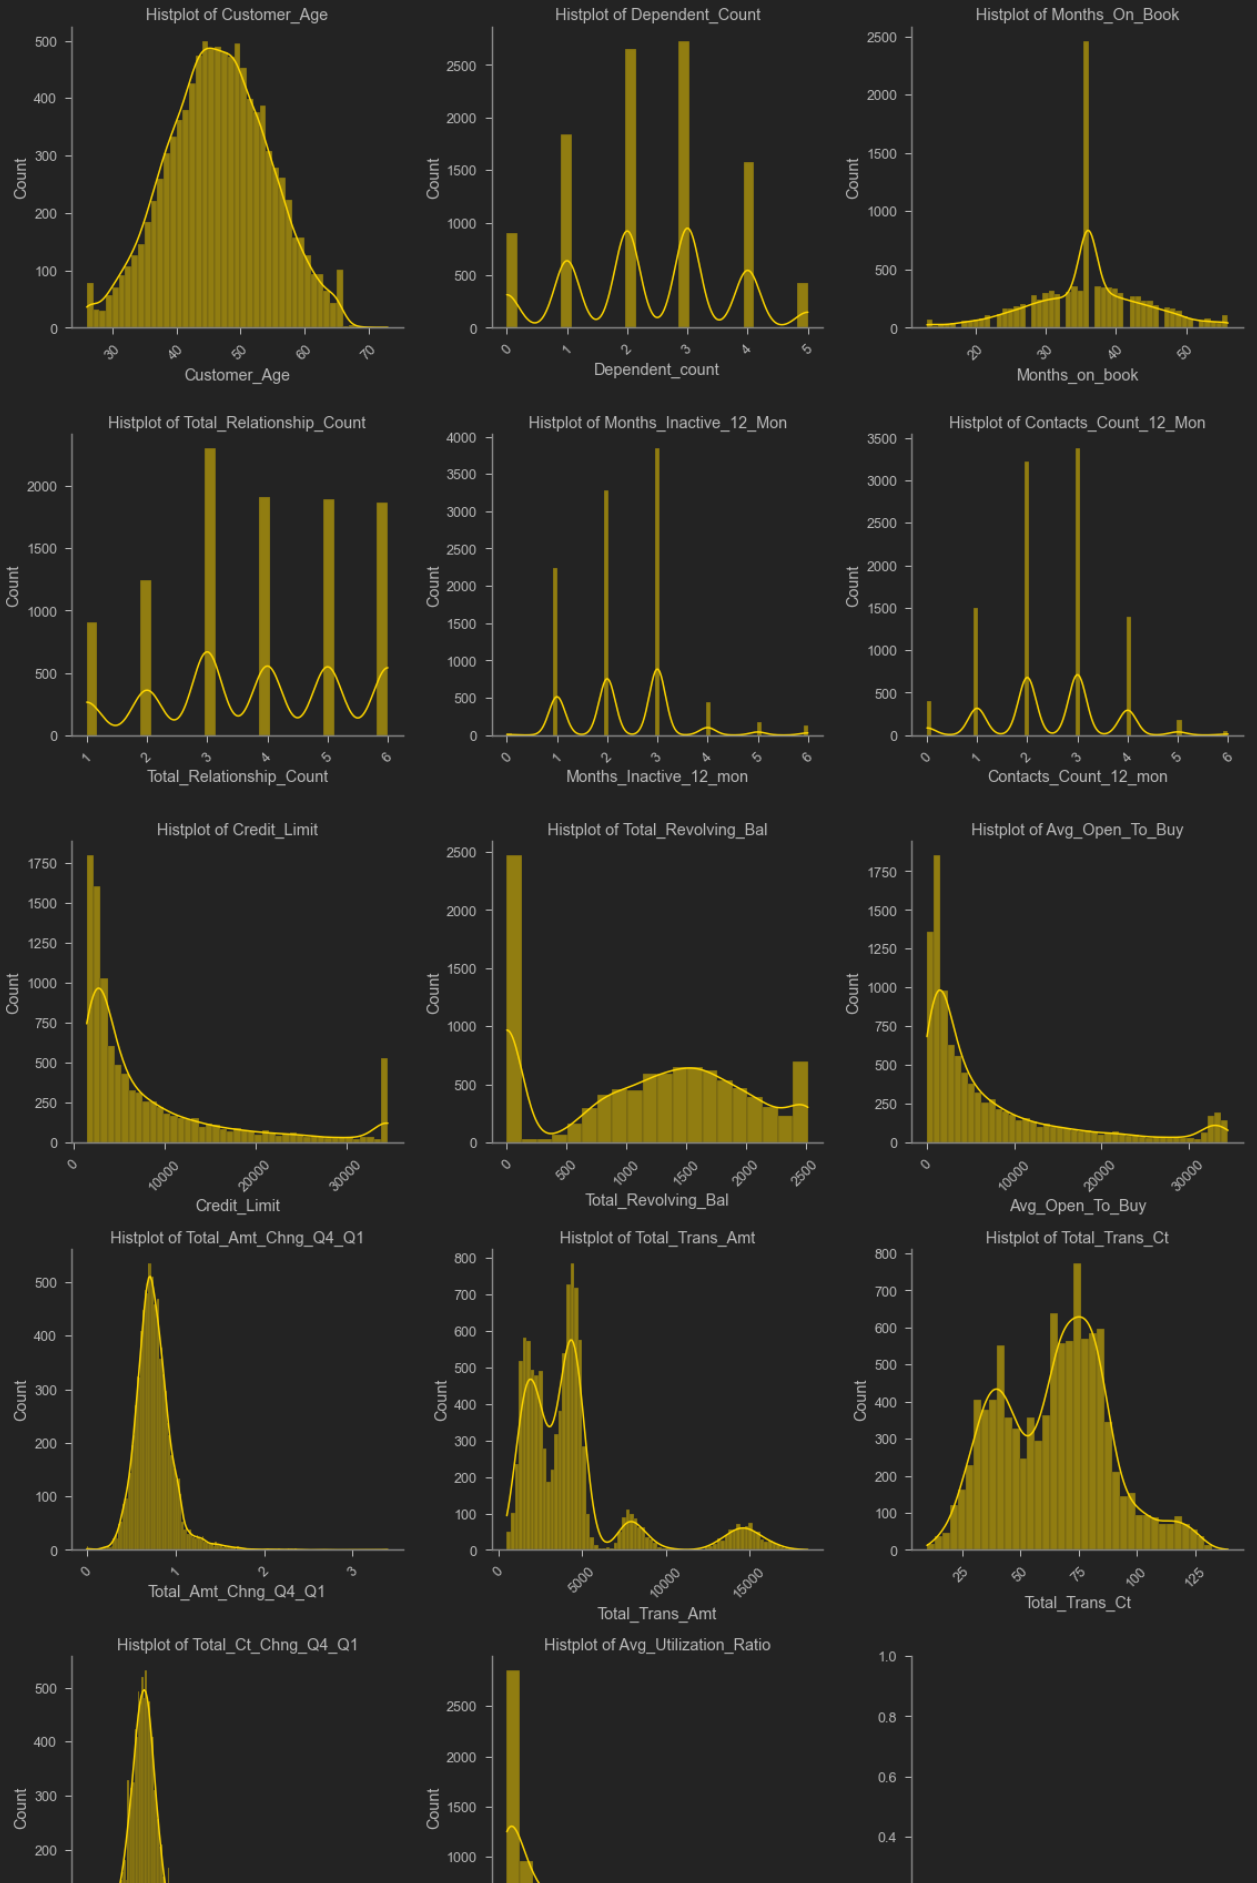 Histplot of Customer_Age
Histplot of Dependent_Count
Histplot of Months_On_Book
500
400
300
200
100
0
Count
30 40 50 60 70
Customer_Age
2500
2000
1500
1000
500
0
Count
0 1 2 3 4 5
Dependent_count
2500
2000
1500
1000
500
0
Count
20 30 40 50
Months_on_book
Histplot of Total_Relationship_Count
Histplot of Months_Inactive_12_Mon
Histplot of Contacts_Count_12_Mon
2000
1500
1000
500
0
Count
1 2 3 4 5 6
Total_Relationship_Count
4000
3500
3000
2500
2000
1500
1000
500
0
Count
0 1 2 3 4 5 6
Months_Inactive_12_mon
3500
3000
2500
2000
1500
1000
500
0
Count
0 1 2 3 4 5 6
Contacts_Count_12_mon
Histplot of Credit_Limit
Histplot of Total_Revolving_Bal
Histplot of Avg_Open_To_Buy
1750
1500
1250
1000
750
500
250
0
Count
0 10000 20000 30000
Credit_Limit
2500
2000
1500
1000
500
0
Count
0 500 1000 1500 2000 2500
Total_Revolving_Bal
1750
1500
1250
1000
750
500
250
0
Count
0 10000 20000 30000
Avg_Open_To_Buy
Histplot of Total_Amt_Chng_Q4_Q1
Histplot of Total_Trans_Amt
Histplot of Total_Trans_Ct
500
400
300
200
100
0
Count
0 1 2 3
Total_Amt_Chng_Q4_Q1
800
700
600
500
400
300
200
100
0
Count
0 5000 10000 15000
Total_Trans_Amt
800
700
600
500
400
300
200
100
0
Count
25 50 75 100 125
Total_Trans_Ct
Histplot of Total_Ct_Chng_Q4_Q1
Histplot of Avg_Utilization_Ratio
500
400
300
200
Count
2500
2000
1500
1000
Count
1.0
0.8
0.6
0.4